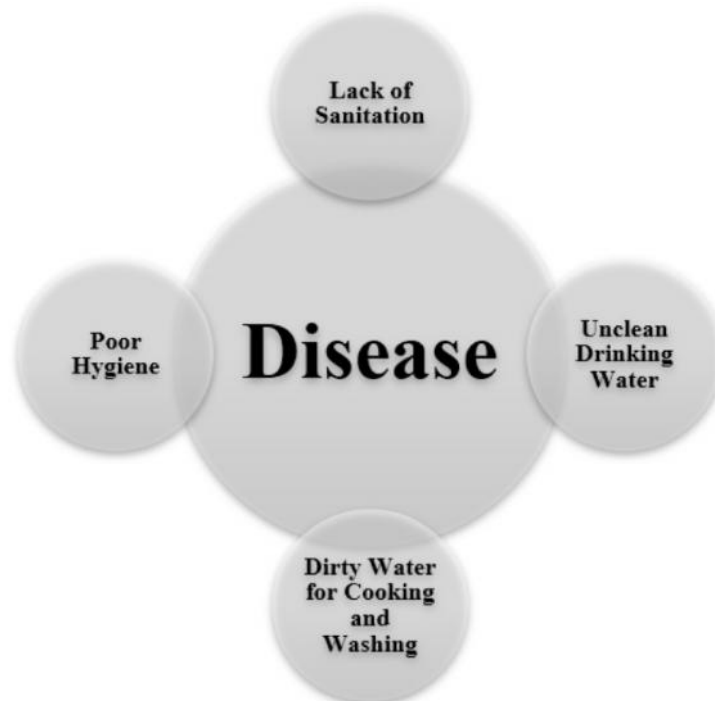 Lack of
Sanitation
Poor
Hygiene
Disease
Unclean
Drinking
Water
Dirty Water
for Cooking
and
Washing